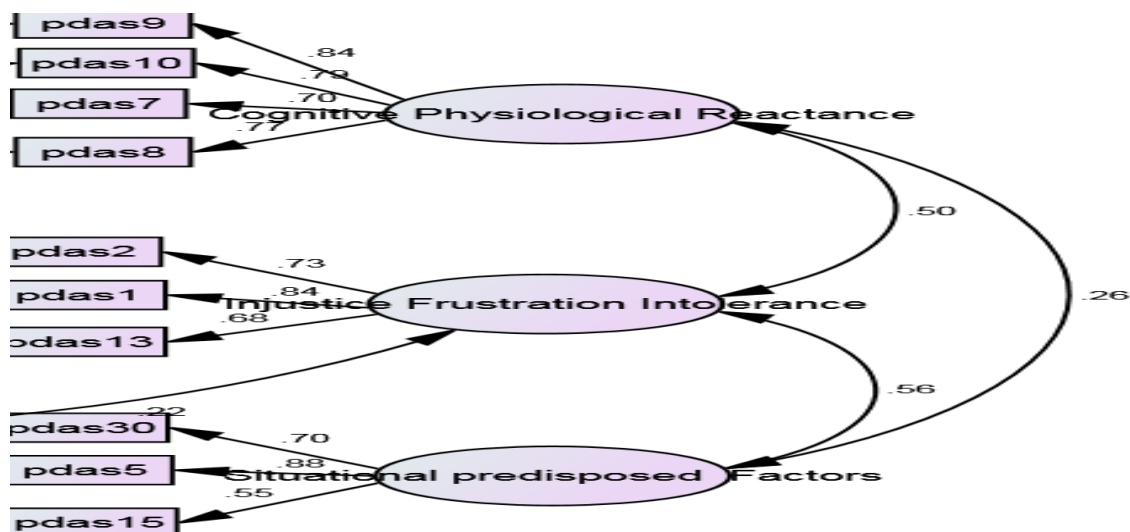 pdas9
.84
pdas10
.79
pdas7
.70
Cognitive Physiological Reactance
.77
pdas8
.50
pdas2
.73
pdas1
.84
Injustice Frustration Intolerance
.26
.68
pdas13
.56
.22
pdas30
.70
pdas5
.88
Situational predisposed Factors
.55
pdas15